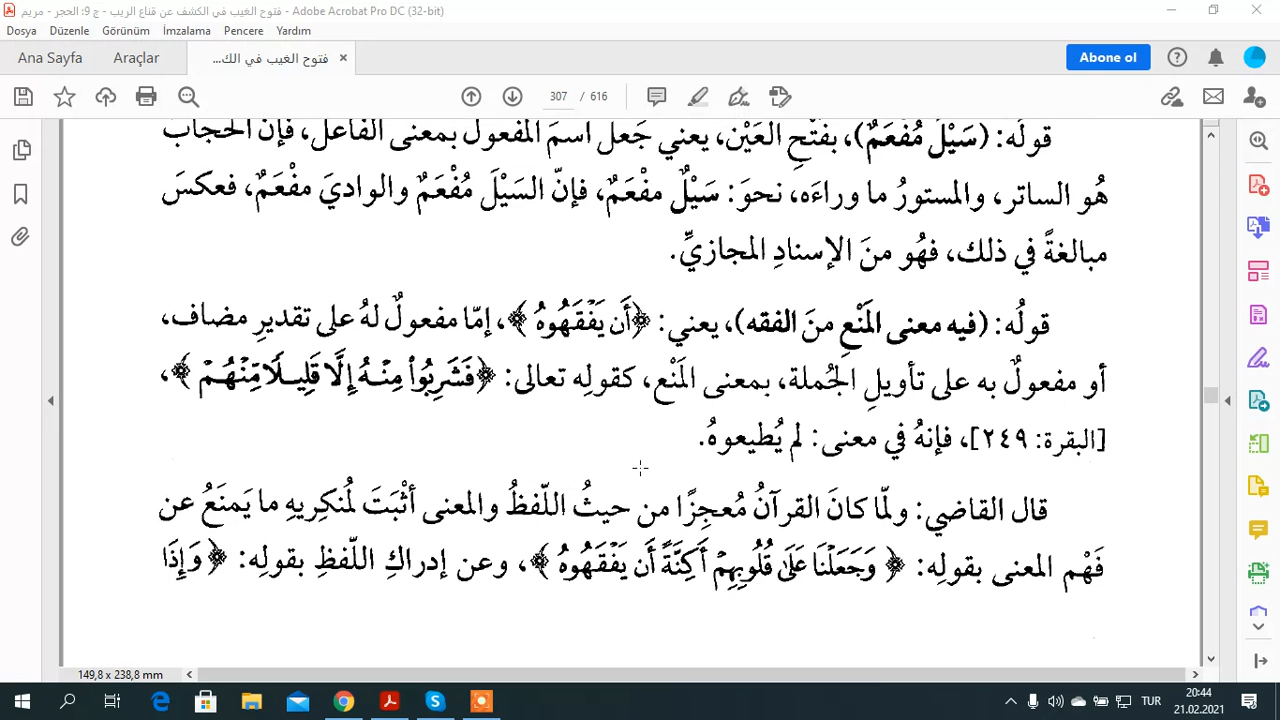 فتوح الغيب في الكشف عن قناع الريب - ج 9: الحجر - مريم - Adobe Acrobat Pro DC (32-bit)
Dosya Düzenle Görünüm İmzalama Pencere Yardım
Ana Sayfa Araçlar فتوح الغيب في الك... × Abone ol
307 / 616
قولُه: (سَيْلٌ مُفْعَمٌ)، بفَتْحِ العَيْن، يعني جَعلَ اسمَ المفعول بمعنى الفاعل، فإنّ الحجابَ
هُو الساتر، والمستورُ ما وراءَه، نحوَ: سَيْلٌ مفْعَمٌ، فإنّ السَيْلَ مُفْعَمٌ والواديَ مفْعَمٌ، فعكسَ
مبالغةً في ذلك، فهُو منَ الإسنادِ المجازيِّ.
قولُه: (فيه معنى المَنْعِ منَ الفقه)، يعني: ﴿أَن يَفْقَهُوهُ﴾، إمّا مفعولٌ لهُ على تقديرِ مضاف،
أو مفعولٌ به على تأويلِ الجُملة، بمعنى المَنْع، كقولِه تعالى: ﴿فَشَرِبُواْ مِنْهُ إِلَّا قَلِيلًا مِّنْهُمْ﴾،
[البقرة: ٢٤٩]، فإنهُ في معنى: لم يُطيعوهُ.
قال القاضي: ولمّا كانَ القرآنُ مُعجِزًا من حيثُ اللّفظُ والمعنى أثْبَتَ لمُنكِريهِ ما يَمنَعُ عن
فَهْم المعنى بقولِه: ﴿وَجَعَلْنَا عَلَىٰ قُلُوبِهِمْ أَكِنَّةً أَن يَفْقَهُوهُ﴾، وعن إدراكِ اللّفظِ بقولِه: ﴿وَإِذَا
149,8 x 238,8 mm
TUR 20:44
21.02.2021